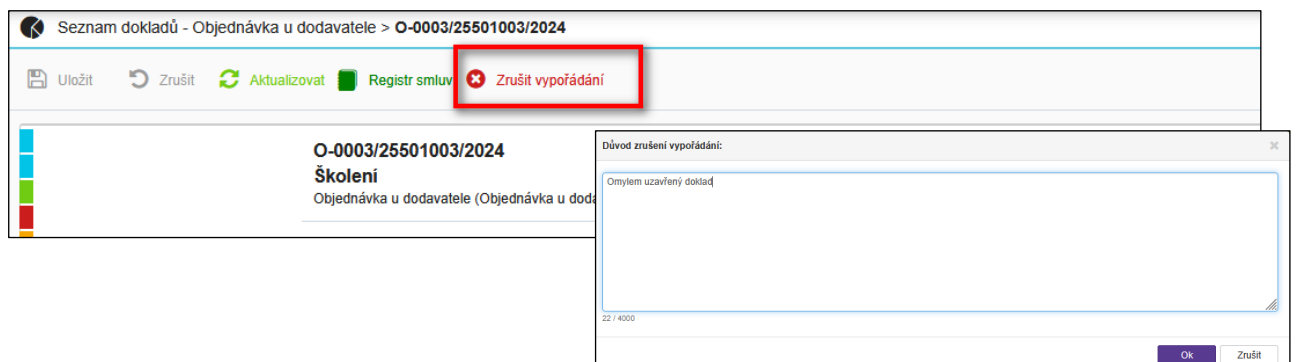 Seznam dokladů - Objednávka u dodavatele > O-0003/25501003/2024
Uložit Zrušit Aktualizovat Registr smluv Zrušit vypořádání
O-0003/25501003/2024
Školení
Objednávka u dodavatele (Objednávka u doda
Důvod zrušení vypořádání:
Omylem uzavřený doklad
22 / 4000
Ok Zrušit